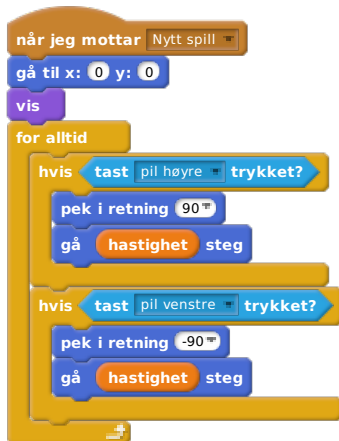 når jeg mottar Nytt spill
gå til x: 0 y: 0
vis
for alltid
hvis tast pil høyre trykket?
pek i retning 90
gå hastighet steg
hvis tast pil venstre trykket?
pek i retning -90
gå hastighet steg